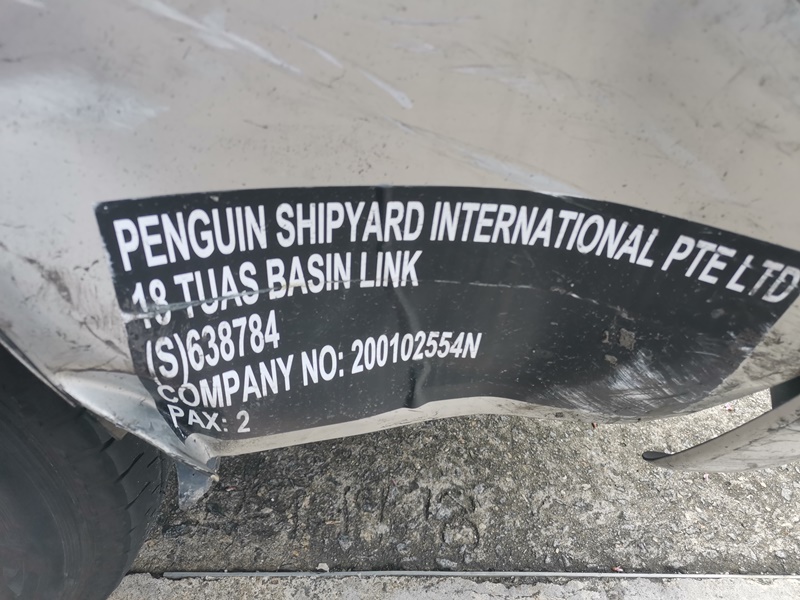 PENGUIN SHIPYARD INTERNATIONAL PTE LTD
18 TUAS BASIN LINK
(S)638784
COMPANY NO: 200102554N
PAX: 2